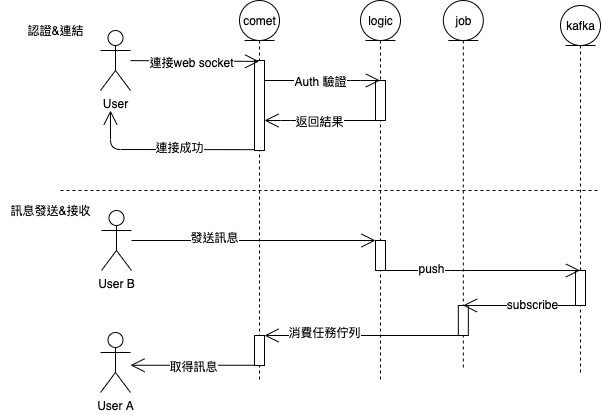 comet
logic
job
kafka
認證&連結
連接web socket
Auth 驗證
User
返回結果
連接成功
訊息發送&接收
發送訊息
push
User B
subscribe
消費任務佇列
取得訊息
User A